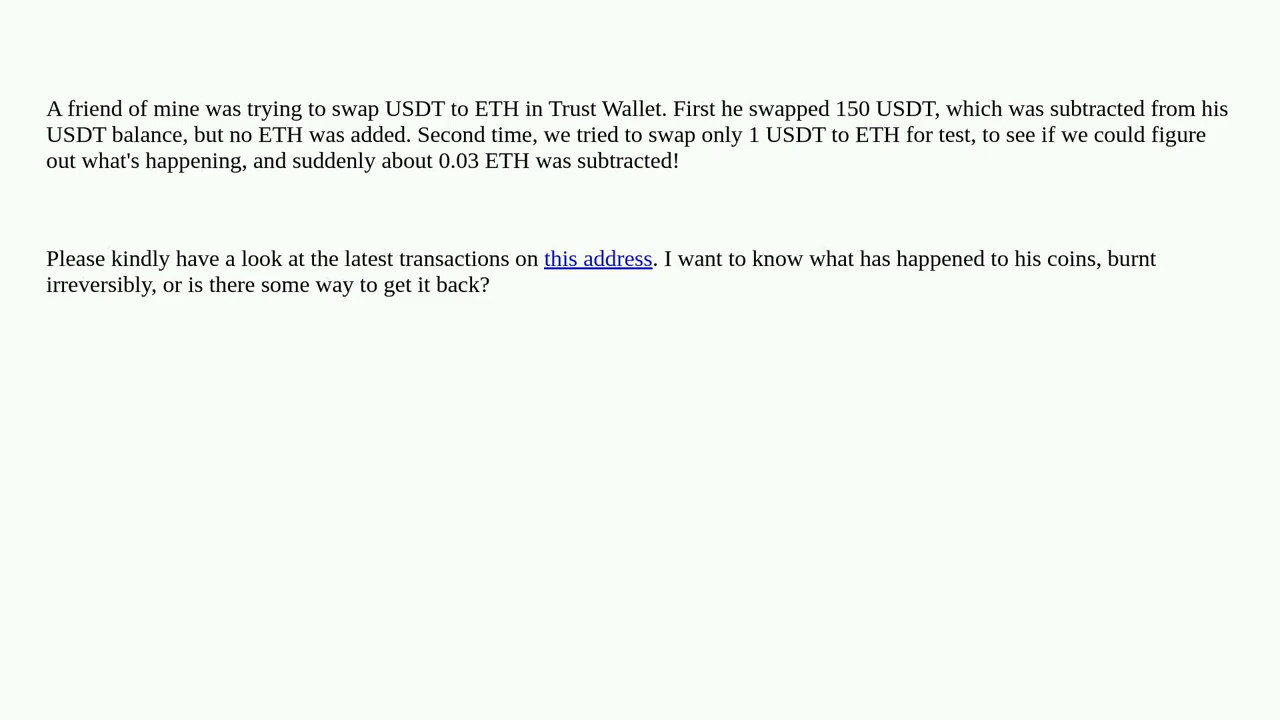 A friend of mine was trying to swap USDT to ETH in Trust Wallet. First he swapped 150 USDT, which was subtracted from his
USDT balance, but no ETH was added. Second time, we tried to swap only 1 USDT to ETH for test, to see if we could figure
out what's happening, and suddenly about 0.03 ETH was subtracted!
Please kindly have a look at the latest transactions on this address. I want to know what has happened to his coins, burnt
irreversibly, or is there some way to get it back?